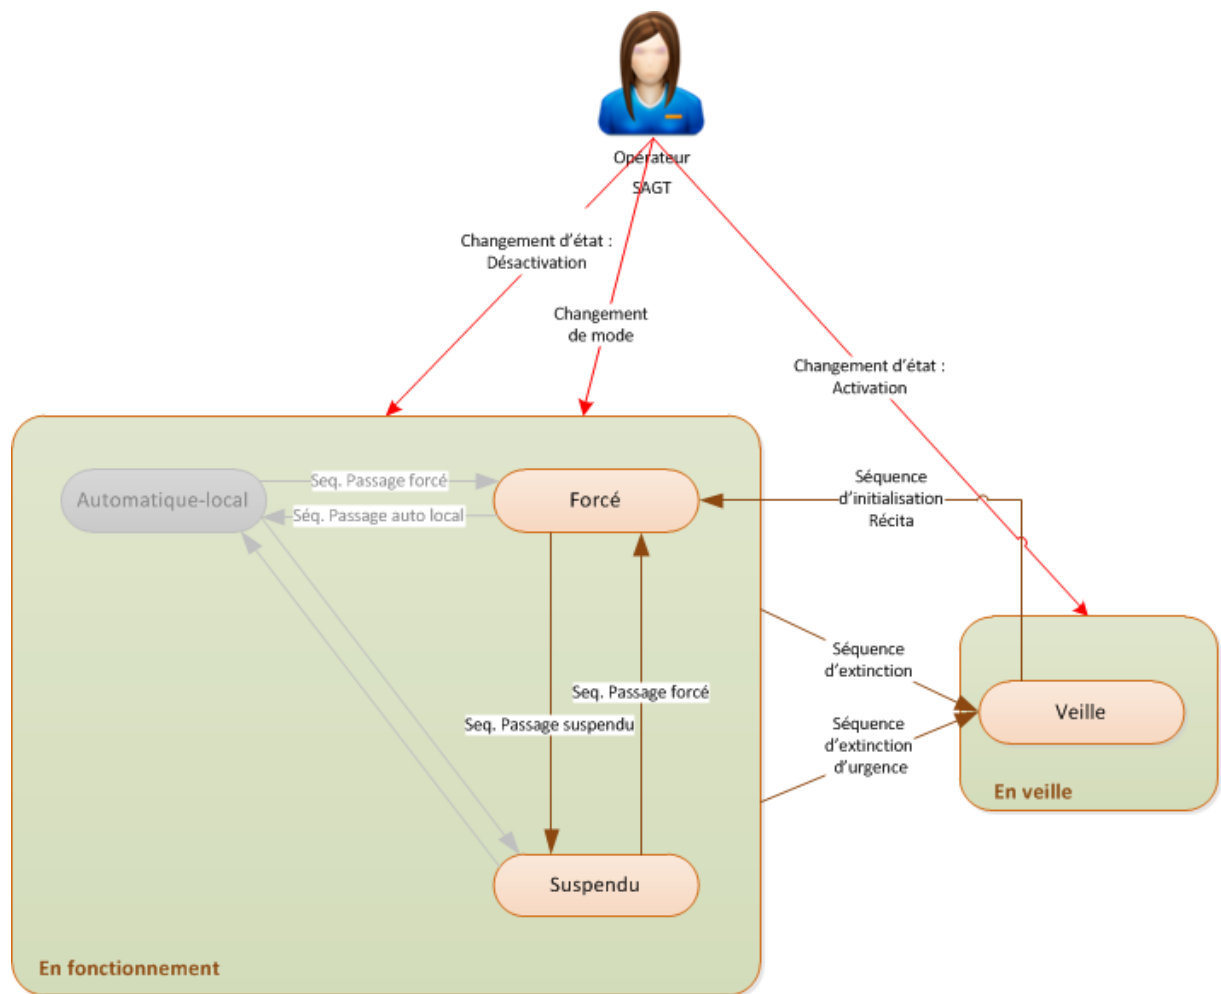 Opérateur
SAGT
Changement d'état :
Désactivation
Changement
de mode
Changement d'état :
Activation
Automatique-local
Seq. Passage forcé
Séq. Passage auto local
Forcé
Séquence
d'initialisation
Récita
Séquence
d'extinction
Seq. Passage forcé
Seq. Passage suspendu
Séquence
d'extinction
d'urgence
Veille
En veille
Suspendu
En fonctionnement